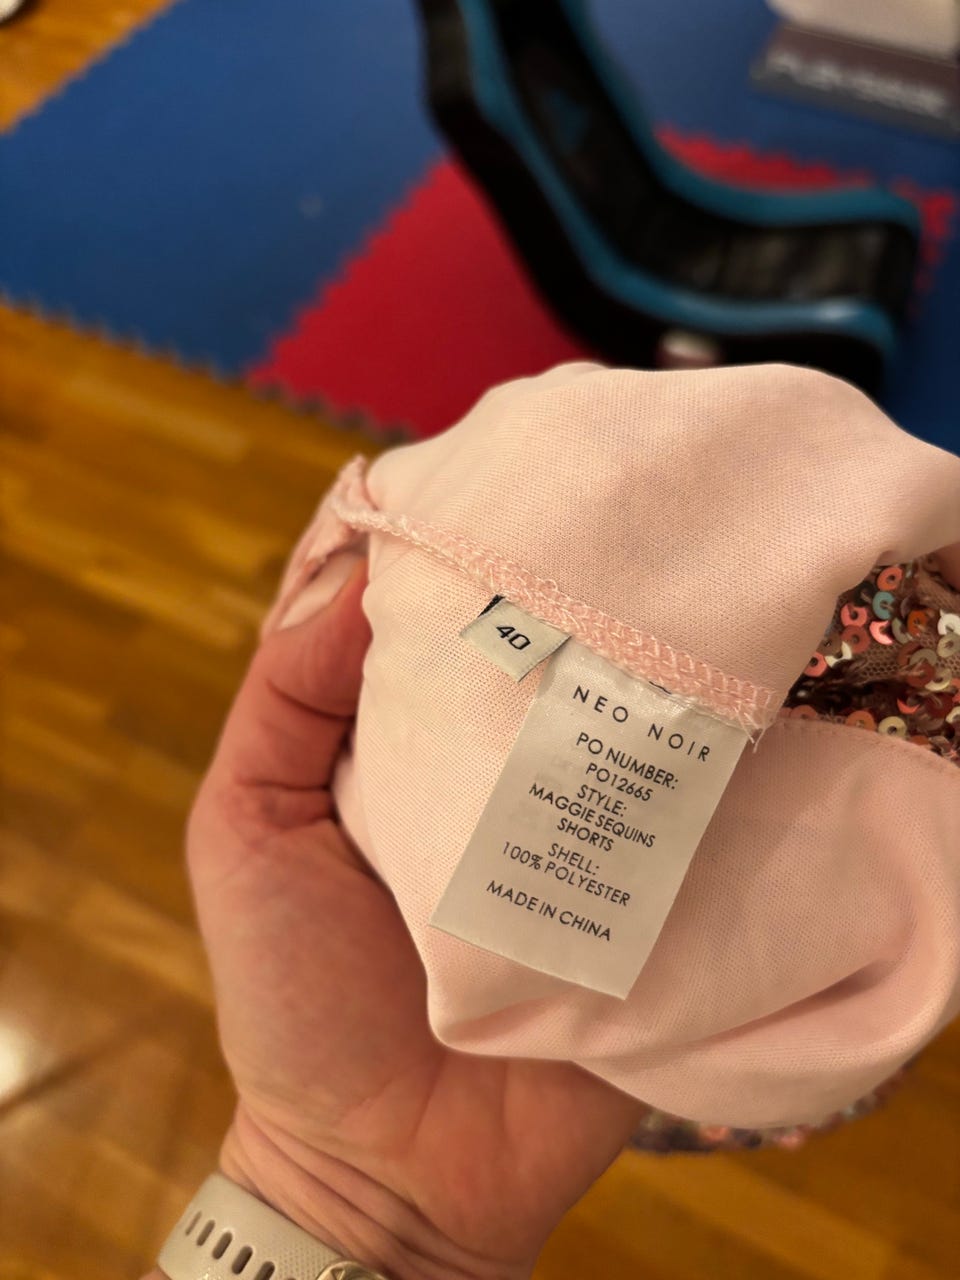 40
NEO NOIR
PO NUMBER:
PO12665
STYLE:
MAGGIE SEQUINS
SHORTS
SHELL:
100% POLYESTER
MADE IN CHINA